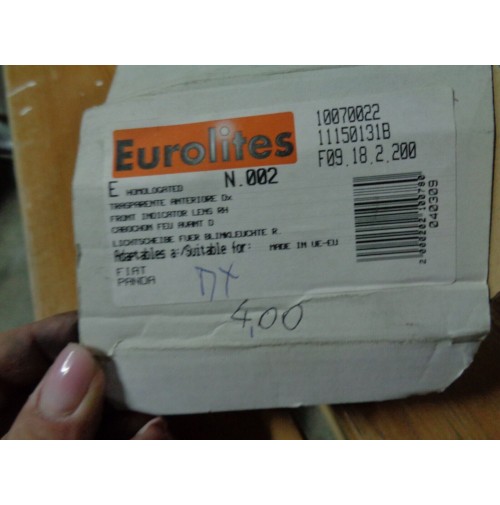 Eurolites
10070022
11150131B
F09.18.2.200
E HOMOLOGATED N.002
TRASPARENTE ANTERIORE Dx
FRONT INDICATOR LENS RH
CABOCHON FEU AVANT D
LICHTSCHEIBE FUER BLINKLEUCHTE R.
Adaptables a:/Suitable for: MADE IN UE-EU
FIAT
PANDA
DX
4,00
040309